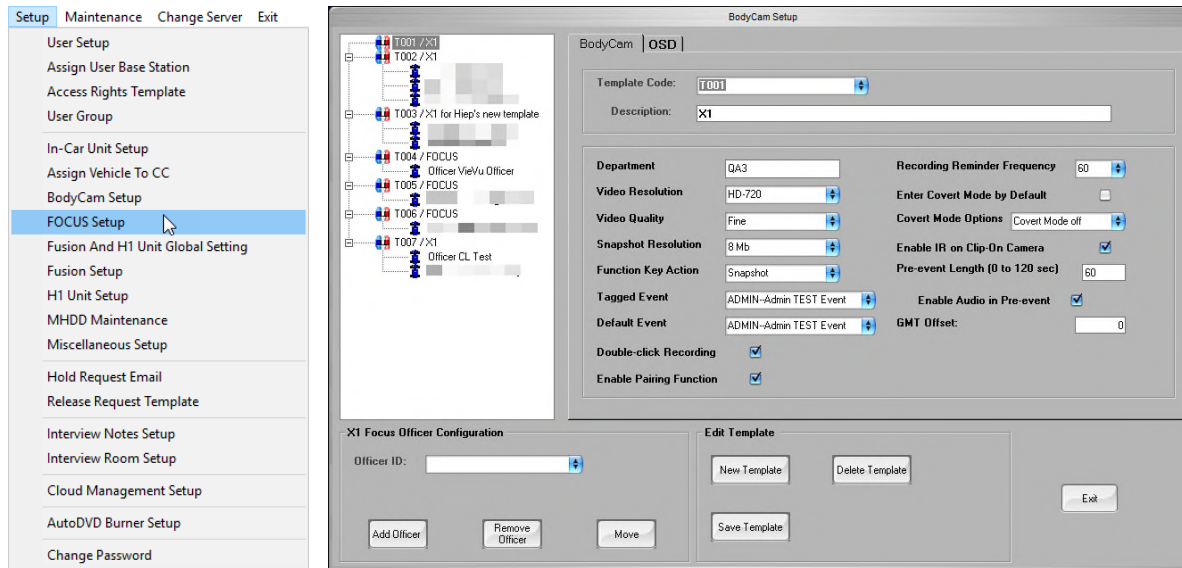 Setup Maintenance Change Server Exit
User Setup
Assign User Base Station
Access Rights Template
User Group
In-Car Unit Setup
Assign Vehicle To CC
BodyCam Setup
FOCUS Setup
Fusion And H1 Unit Global Setting
Fusion Setup
H1 Unit Setup
MHDD Maintenance
Miscellaneous Setup
Hold Request Email
Release Request Template
Interview Notes Setup
Interview Room Setup
Cloud Management Setup
AutoDVD Burner Setup
Change Password
BodyCam Setup
T001 / X1
T002 / X1
T003 / X1 for Hiep's new template
T004 / FOCUS
Officer VieVu Officer
T005 / FOCUS
T006 / FOCUS
T007 / X1
Officer CL Test
BodyCam OSD
Template Code: T001
Description: X1
Department QA3
Video Resolution HD-720
Video Quality Fine
Snapshot Resolution 8 Mb
Function Key Action Snapshot
Tagged Event ADMIN--Admin TEST Event
Default Event ADMIN--Admin TEST Event
Double-click Recording
Enable Pairing Function
Recording Reminder Frequency 60
Enter Covert Mode by Default
Covert Mode Options Covert Mode off
Enable IR on Clip-On Camera
Pre-event Length (0 to 120 sec) 60
Enable Audio in Pre-event
GMT Offset: 0
X1 Focus Officer Configuration
Officer ID:
Add Officer
Remove
Officer
Move
Edit Template
New Template
Delete Template
Save Template
Exit